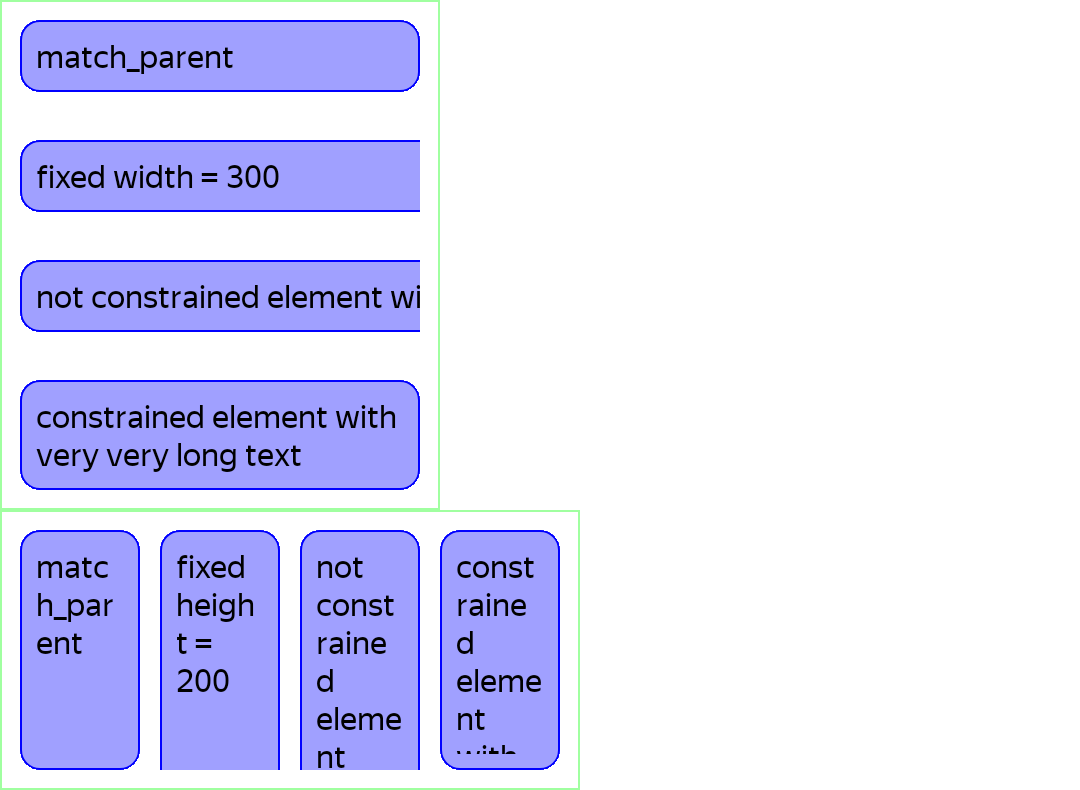 match_parent
fixed width = 300
not constrained element wi
constrained element with
very very long text
matc
h_par
ent
fixed
heigh
t =
200
not
const
raine
d
eleme
nt
const
raine
d
eleme
nt
with